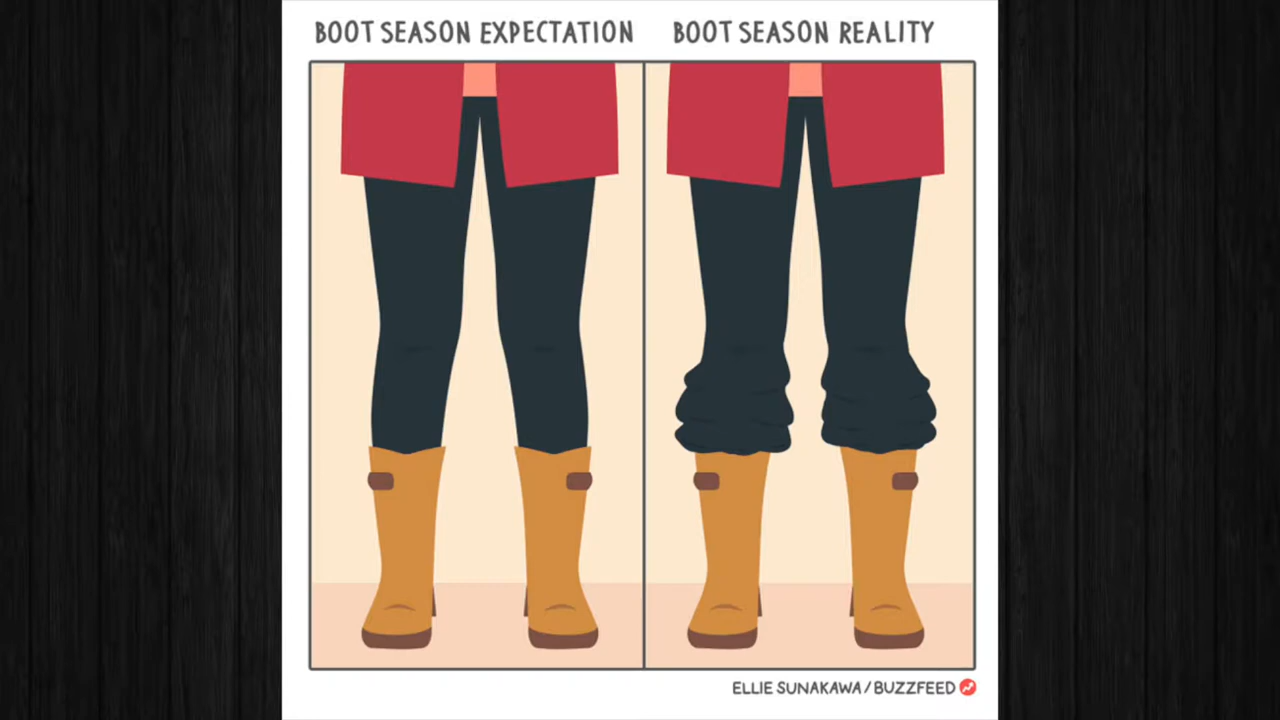 BOOT SEASON EXPECTATION
BOOT SEASON REALITY
ELLIE SUNAKAWA/BUZZFEED